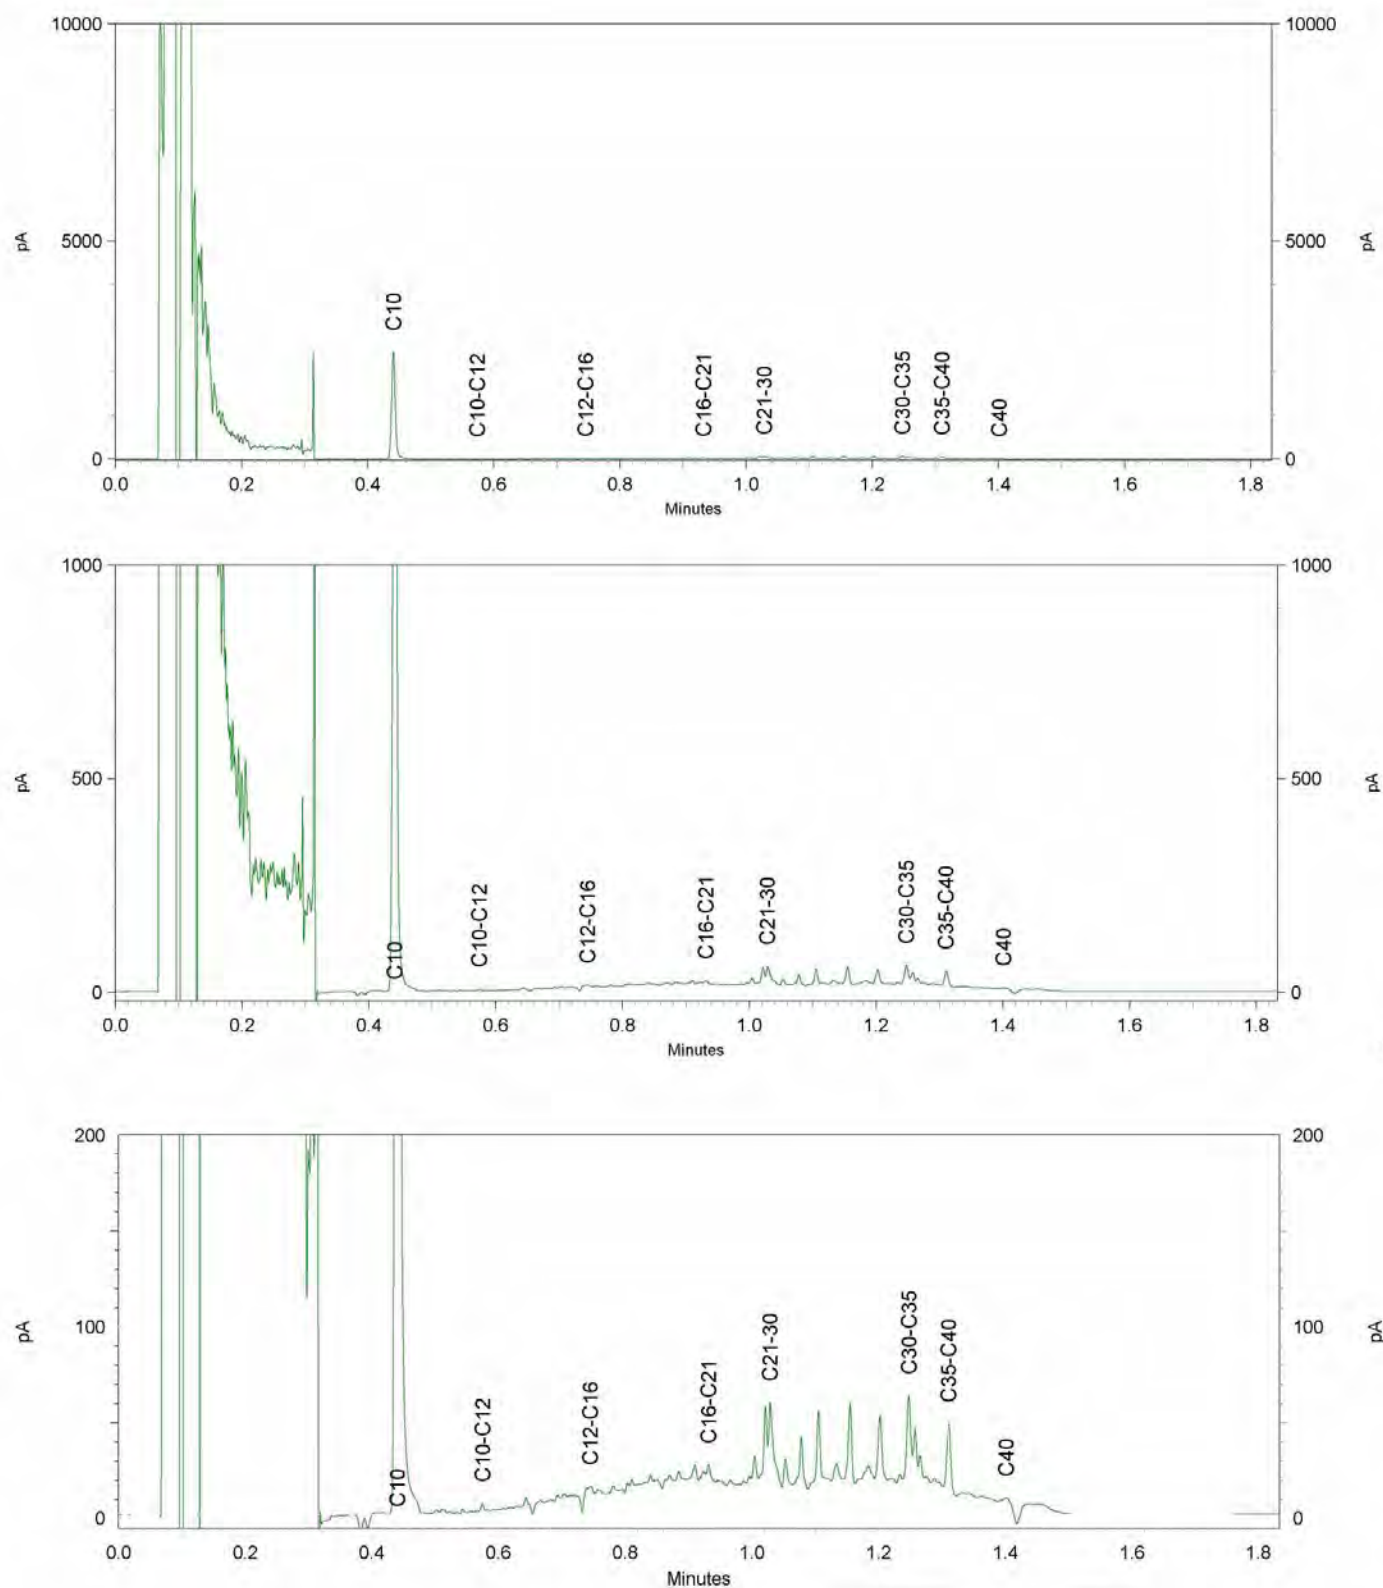 10000 10000
pA 5000 5000 pA
C10
C10-C12 C12-C16 C16-C21 C21-30 C30-C35 C35-C40 C40
0 0
0.0 0.2 0.4 0.6 0.8 1.0 1.2 1.4 1.6 1.8
Minutes
1000 1000
pA 500 500 pA
C10 C10-C12 C12-C16 C16-C21 C21-30 C30-C35 C35-C40 C40
0 0
0.0 0.2 0.4 0.6 0.8 1.0 1.2 1.4 1.6 1.8
Minutes
200 200
pA 100 100 pA
C10 C10-C12 C12-C16 C16-C21 C21-30 C30-C35 C35-C40 C40
0 0
0.0 0.2 0.4 0.6 0.8 1.0 1.2 1.4 1.6 1.8
Minutes